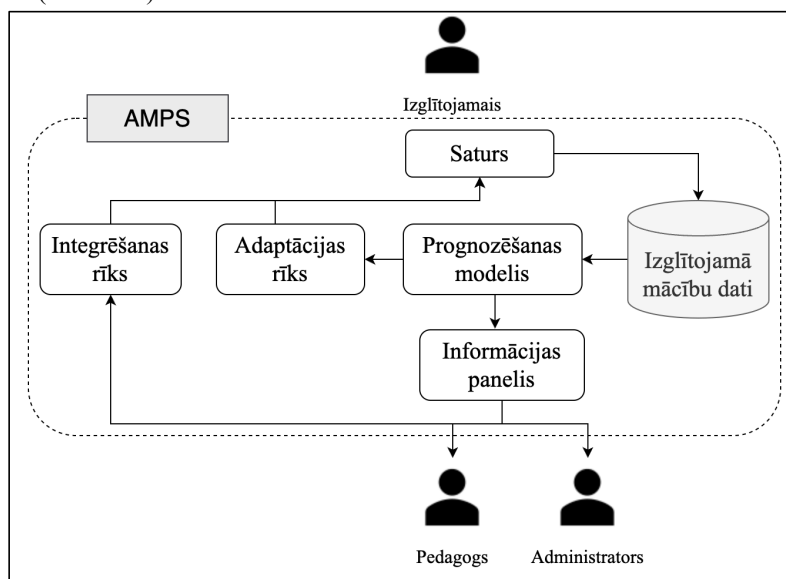 Izglītojamais
AMPS
Saturs
Integrēšanas
rīks
Adaptācijas
rīks
Prognozēšanas
modelis
Izglītojamā
mācību dati
Informācijas
panelis
Pedagogs
Administrators